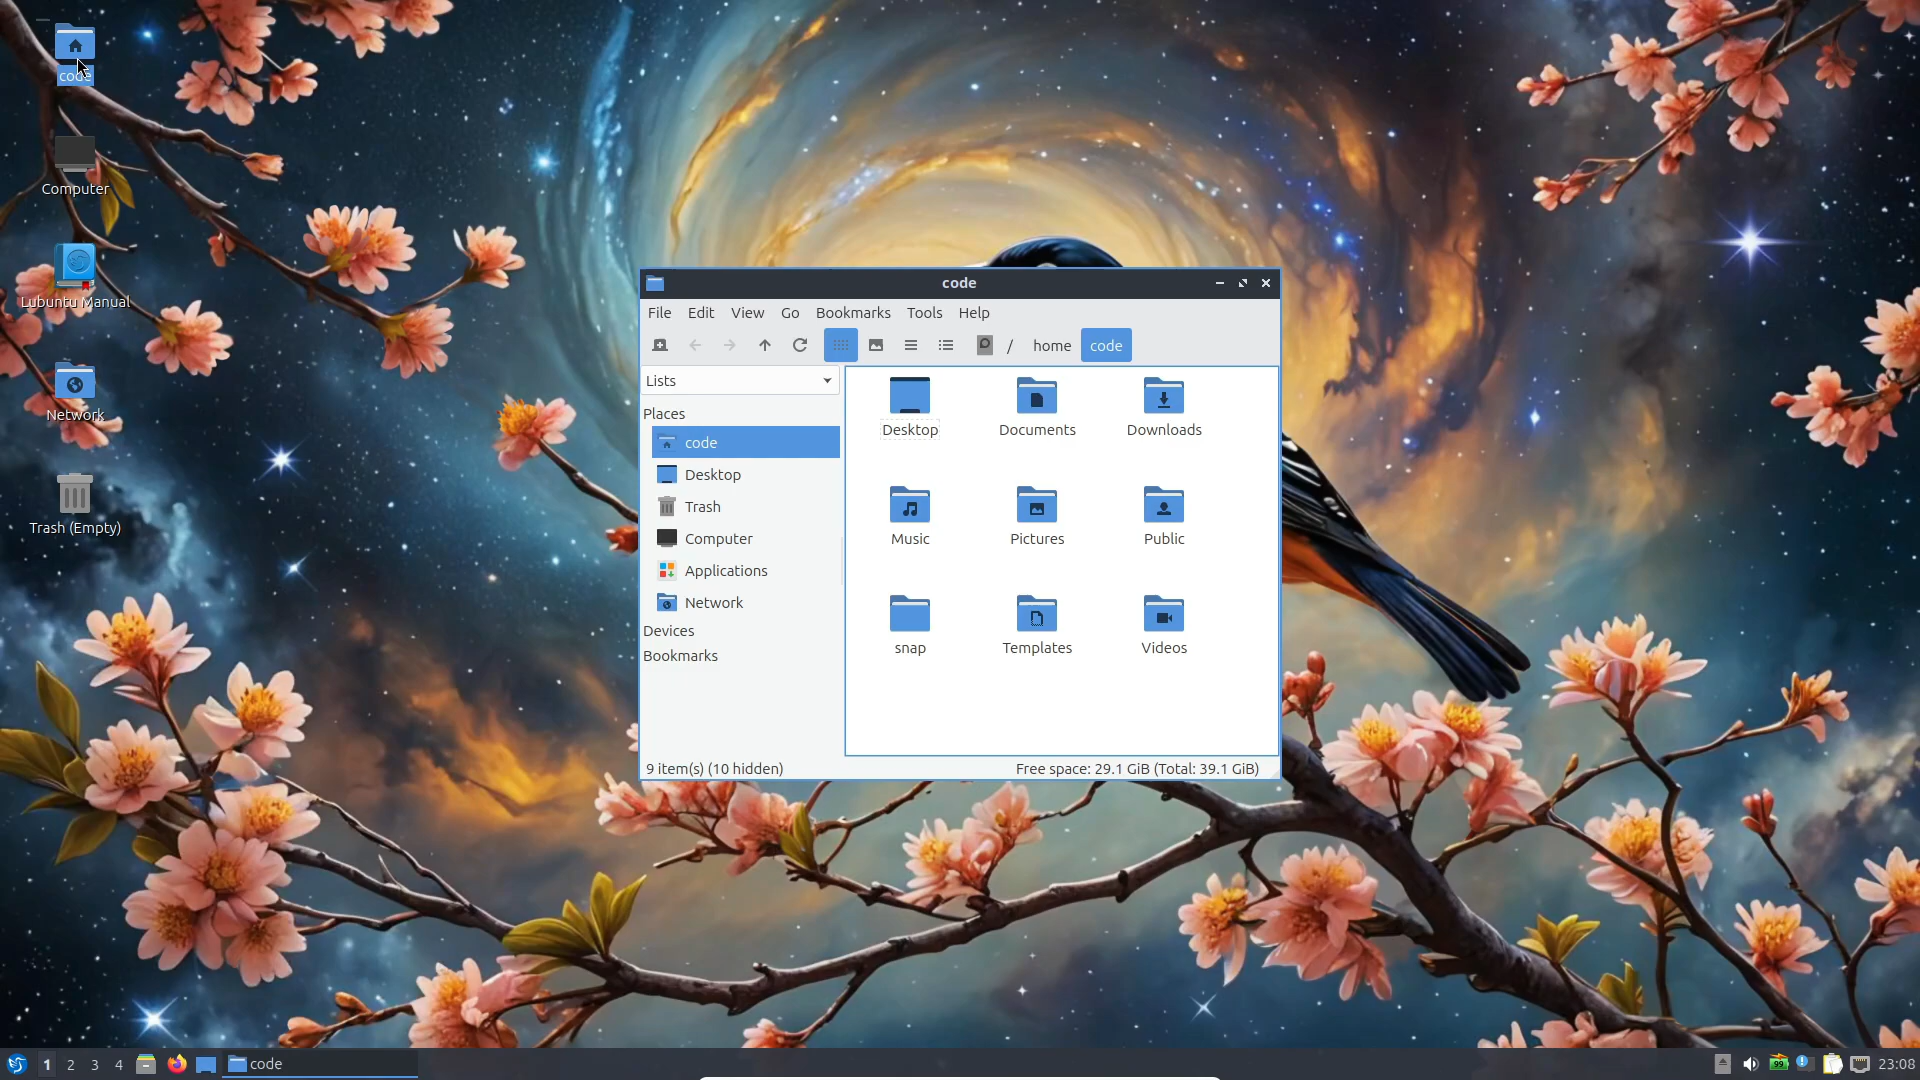 code
Computer
Lubuntu Manual
Network
Trash (Empty)
code
File Edit View Go Bookmarks Tools Help
/ home code
Lists
Places
code
Desktop
Trash
Computer
Applications
Network
Devices
Bookmarks
Desktop Documents Downloads
Music Pictures Public
snap Templates Videos
9 item(s) (10 hidden) Free space: 29.1 GiB (Total: 39.1 GiB)
1 2 3 4 code 99 23:08